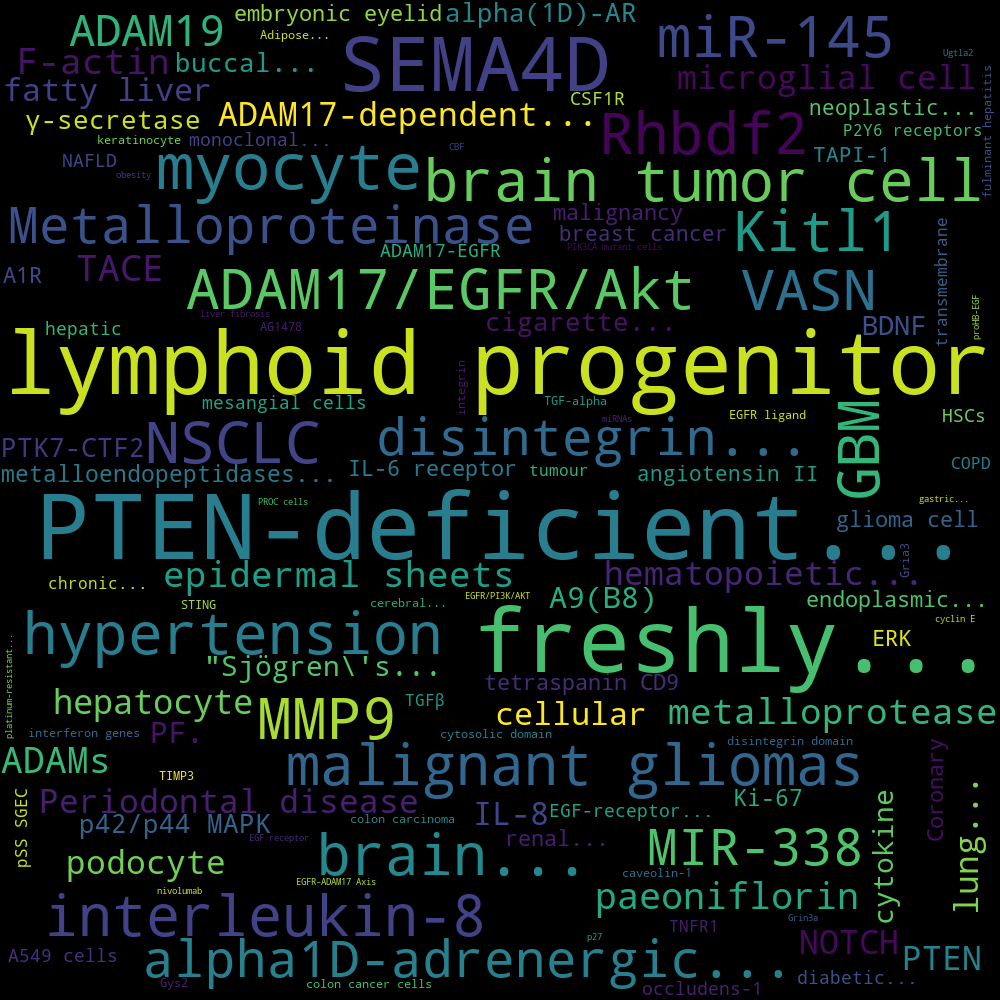 embryonic eyelid
alpha(1D)-AR
ADAM19
Adipose...
SEMA4D
miR-145
Ugt1a2
F-actin
buccal...
microglial cell
fatty liver
CSF1R
neoplastic...
γ-secretase
ADAM17-dependent...
Rhbdf2
P2Y6 receptors
fulminant hepatitis
keratinocyte
monoclonal...
CBF
TAPI-1
NAFLD
obesity
myocyte
brain tumor cell
Metalloproteinase
malignancy
breast cancer
Kitl1
transmembrane
ADAM17-EGFR
PIK3CA mutant cells
A1R
TACE
ADAM17/EGFR/Akt
VASN
proHB-EGF
liver fibrosis
hepatic
AG1478
cigarette...
BDNF
lymphoid progenitor
integrin
mesangial cells
TGF-alpha
miRNAs
EGFR ligand
GBM
HSCs
PTK7-CTF2
NSCLC
disintegrin...
COPD
metalloendopeptidases...
IL-6 receptor
tumour
angiotensin II
PROC cells
PTEN-deficient...
gastric...
glioma cell
Gria3
chronic...
epidermal sheets
hematopoietic...
STING
cerebral...
EGFR/PI3K/AKT
A9(B8)
endoplasmic...
cyclin E
platinum-resistant...
hypertension
freshly...
ERK
"Sjögren\'s...
tetraspanin CD9
hepatocyte
MMP9
TGFβ
cellular
metalloprotease
interferon genes
PF.
cytosolic domain
disintegrin domain
ADAMs
TIMP3
malignant gliomas
Coronary
lung...
pSS SGEC
Periodontal disease
IL-8
EGF-receptor...
Ki-67
cytokine
p42/p44 MAPK
colon carcinoma
EGF receptor
renal...
MIR-338
podocyte
brain...
caveolin-1
EGFR-ADAM17 Axis
nivolumab
paeoniflorin
interleukin-8
Grin3a
TNFR1
NOTCH
p27
A549 cells
alpha1D-adrenergic...
PTEN
Gys2
colon cancer cells
occludens-1
diabetic...